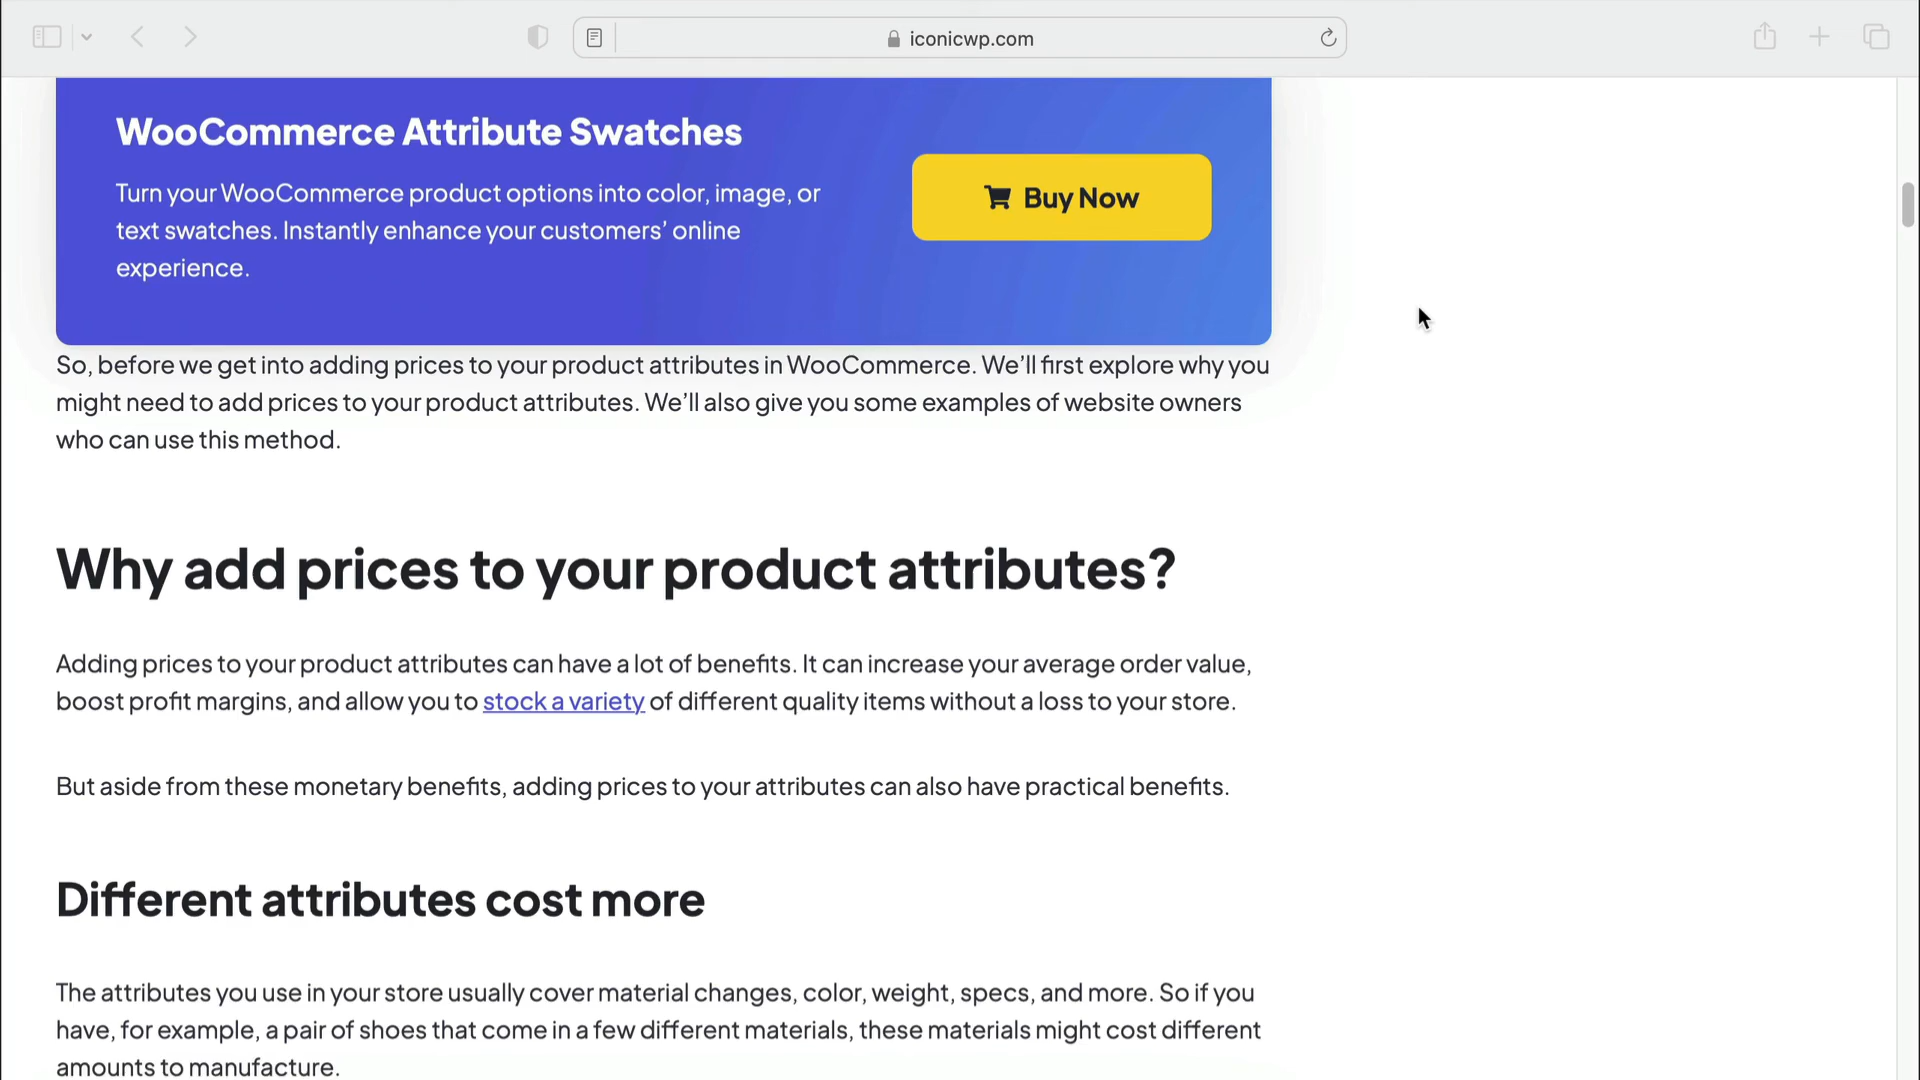 iconicwp.com
WooCommerce Attribute Swatches
Turn your WooCommerce product options into color, image, or
text swatches. Instantly enhance your customers’ online
experience.
Buy Now
So, before we get into adding prices to your product attributes in WooCommerce. We’ll first explore why you
might need to add prices to your product attributes. We’ll also give you some examples of website owners
who can use this method.
Why add prices to your product attributes?
Adding prices to your product attributes can have a lot of benefits. It can increase your average order value,
boost profit margins, and allow you to stock a variety of different quality items without a loss to your store.
But aside from these monetary benefits, adding prices to your attributes can also have practical benefits.
Different attributes cost more
The attributes you use in your store usually cover material changes, color, weight, specs, and more. So if you
have, for example, a pair of shoes that come in a few different materials, these materials might cost different
amounts to manufacture.